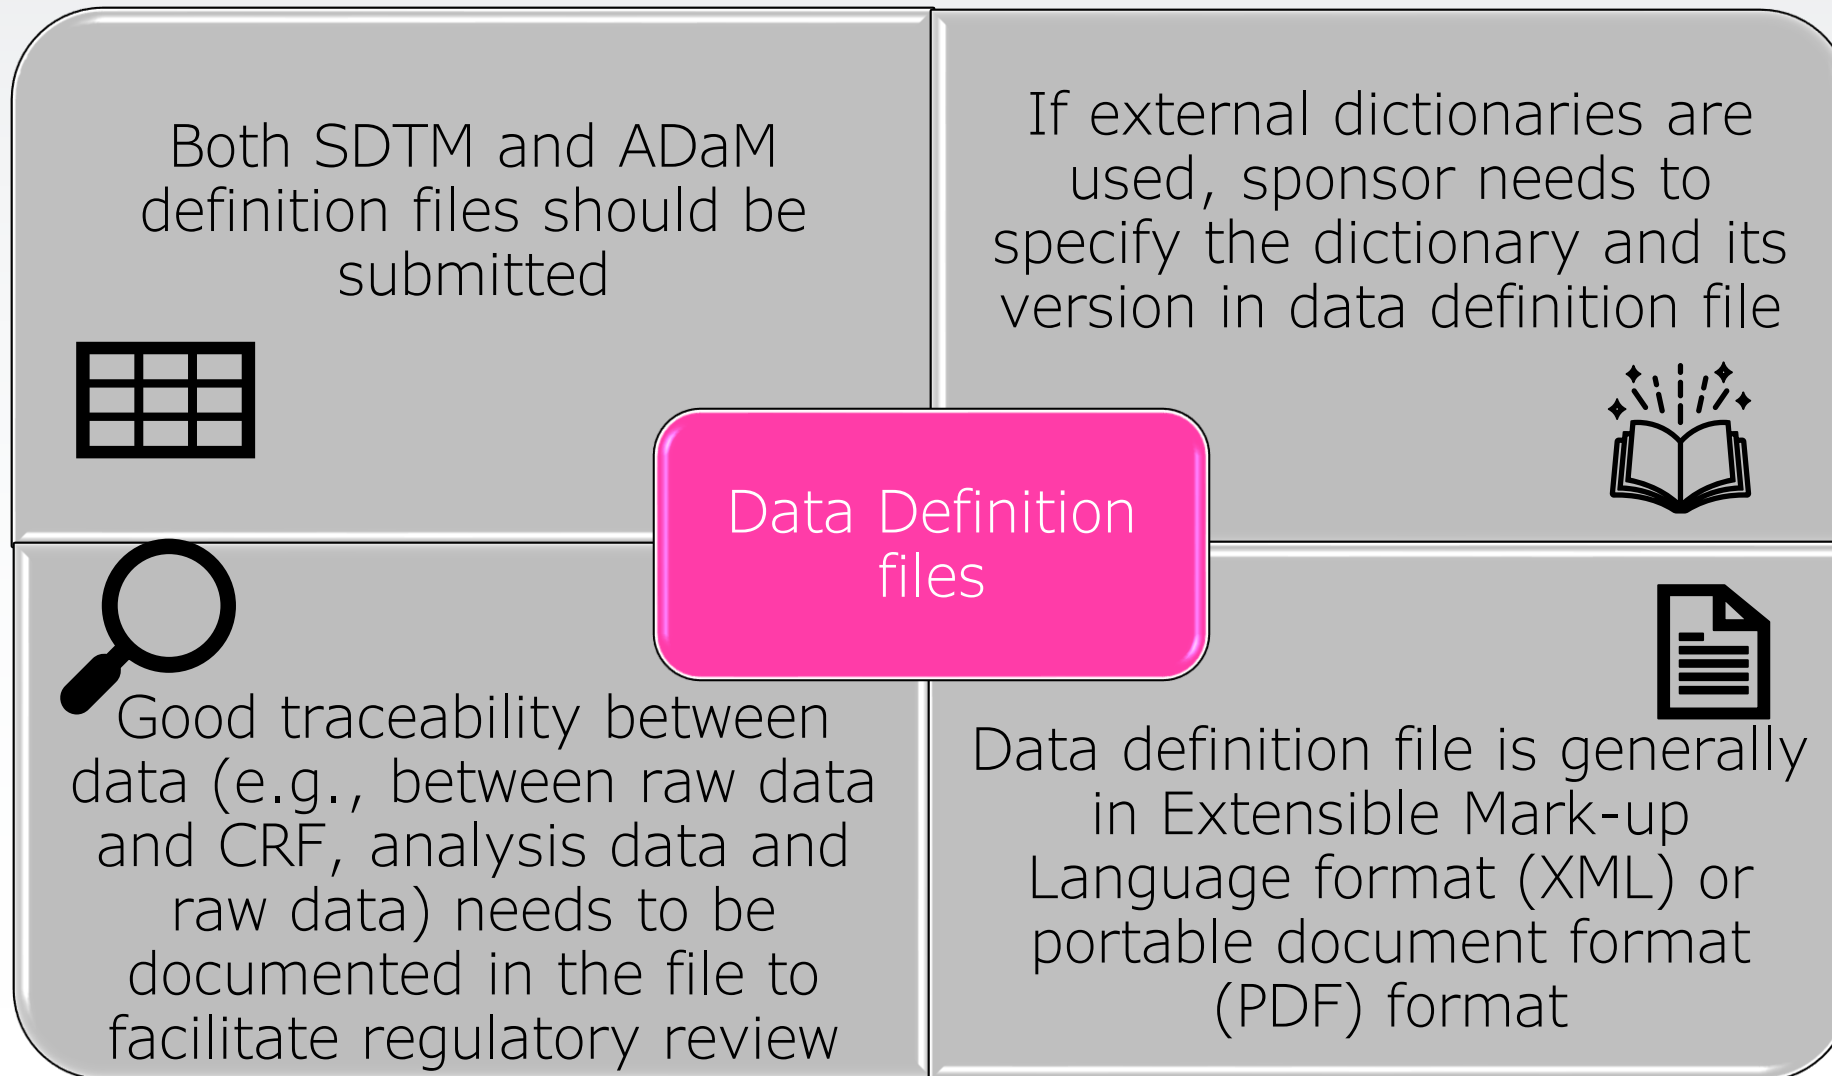 Both SDTM and ADaM
definition files should be
submitted
If external dictionaries are
used, sponsor needs to
specify the dictionary and its
version in data definition file
Data Definition
files
Good traceability between
data (e.g., between raw data
and CRF, analysis data and
raw data) needs to be
documented in the file to
facilitate regulatory review
Data definition file is generally
in Extensible Mark-up
Language format (XML) or
portable document format
(PDF) format